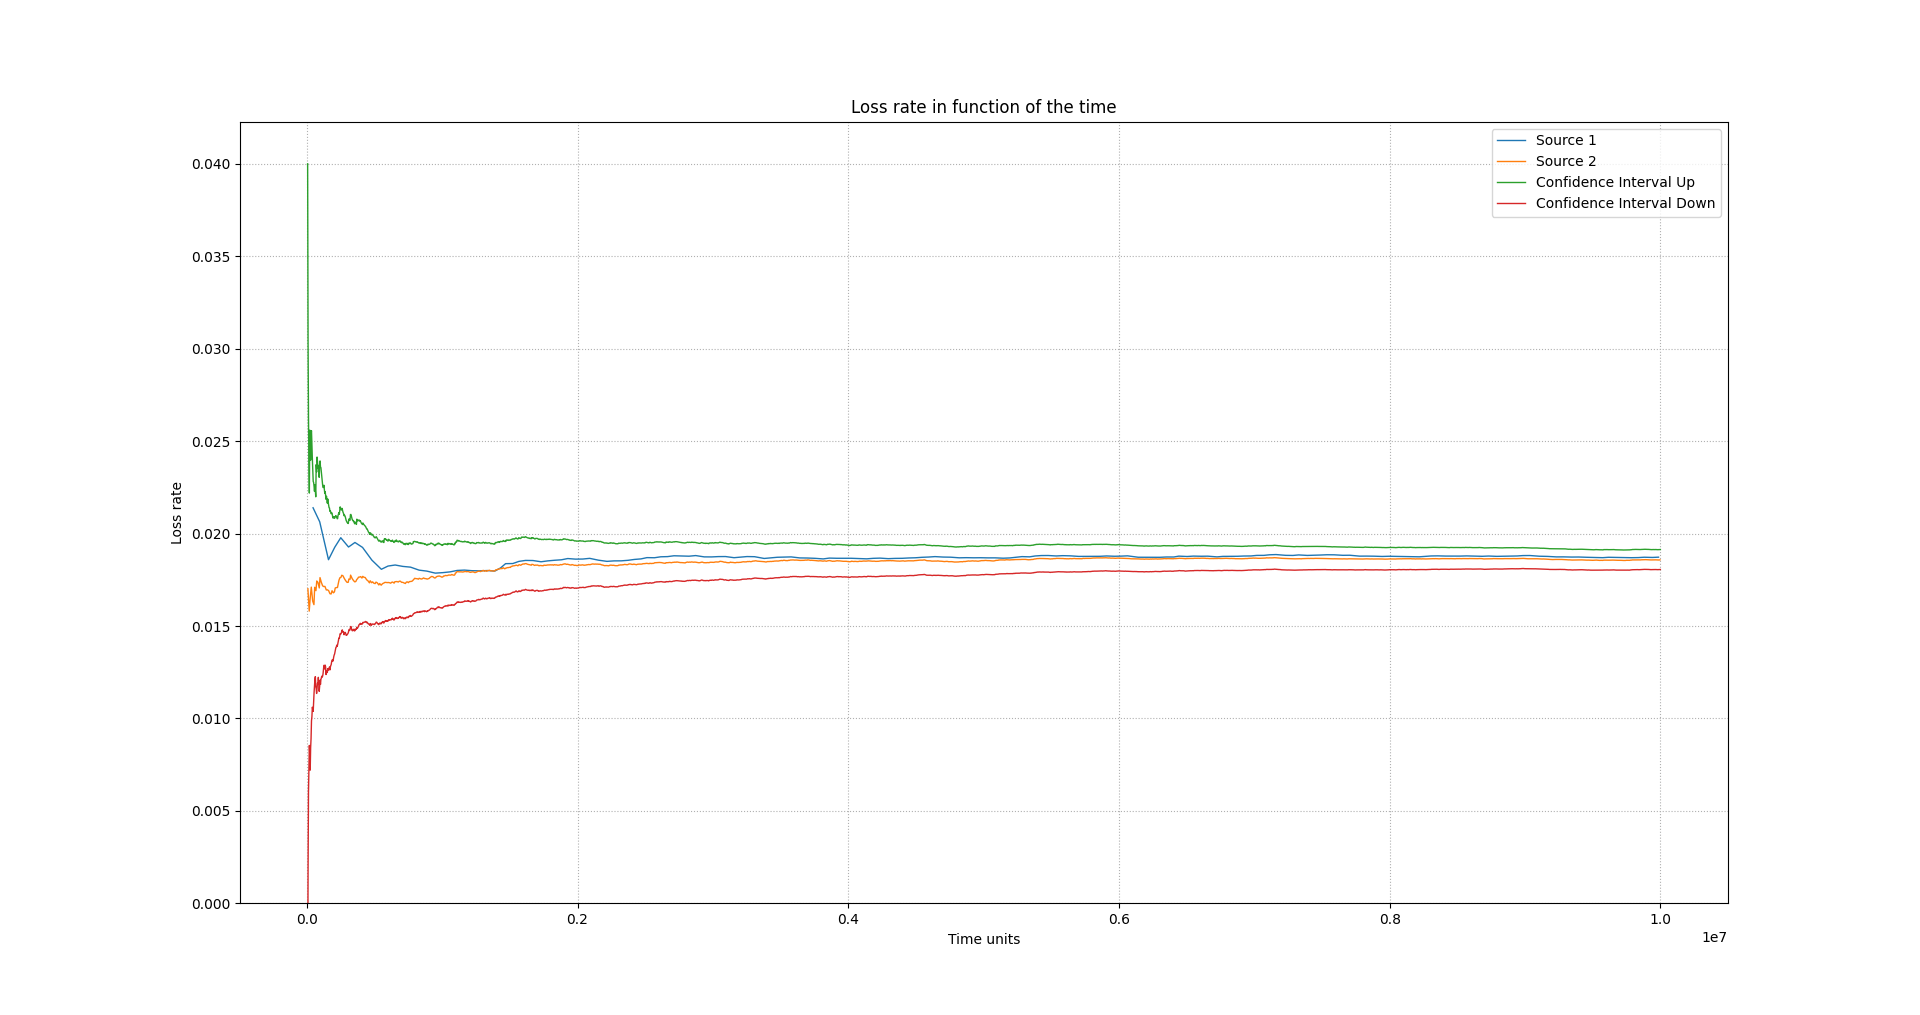 Loss rate in function of the time
Source 1
Source 2
Confidence Interval Up
Confidence Interval Down
0.040
0.035
0.030
0.025
0.020
0.015
0.010
0.005
0.000
Loss rate
0.0 0.2 0.4 0.6 0.8 1.0
1e7
Time units